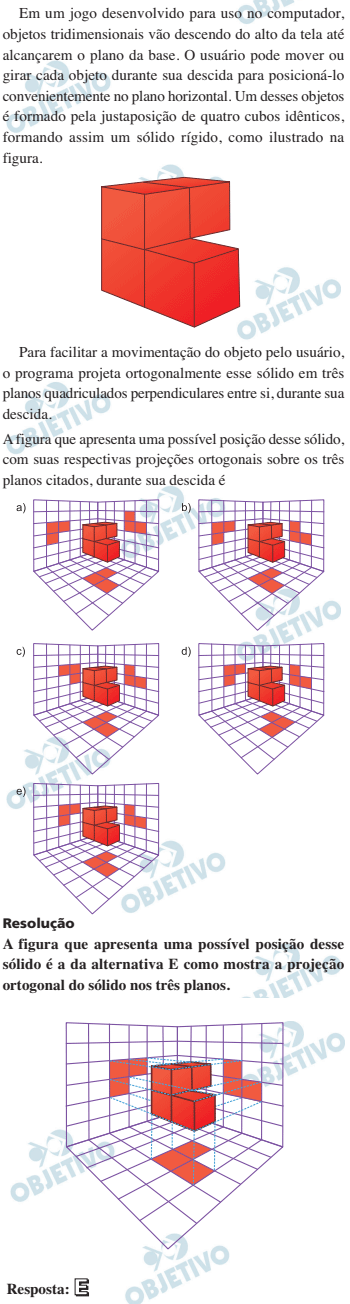 Em um jogo desenvolvido para uso no computador,
objetos tridimensionais vão descendo do alto da tela até
alcançarem o plano da base. O usuário pode mover ou
girar cada objeto durante sua descida para posicioná-lo
convenientemente no plano horizontal. Um desses objetos
é formado pela justaposição de quatro cubos idênticos,
formando assim um sólido rígido, como ilustrado na
figura.
OBJETIVO
Para facilitar a movimentação do objeto pelo usuário,
o programa projeta ortogonalmente esse sólido em três
planos quadriculados perpendiculares entre si, durante sua
descida.
A figura que apresenta uma possível posição desse sólido,
com suas respectivas projeções ortogonais sobre os três
planos citados, durante sua descida é
a)
b)
OBJETIVO
c)
d)
e)
OBJETIVO
Resolução
A figura que apresenta uma possível posição desse
sólido é a da alternativa E como mostra a projeção
ortogonal do sólido nos três planos.
OBJETIVO
OBJETIVO
Resposta: E
OBJETIVO